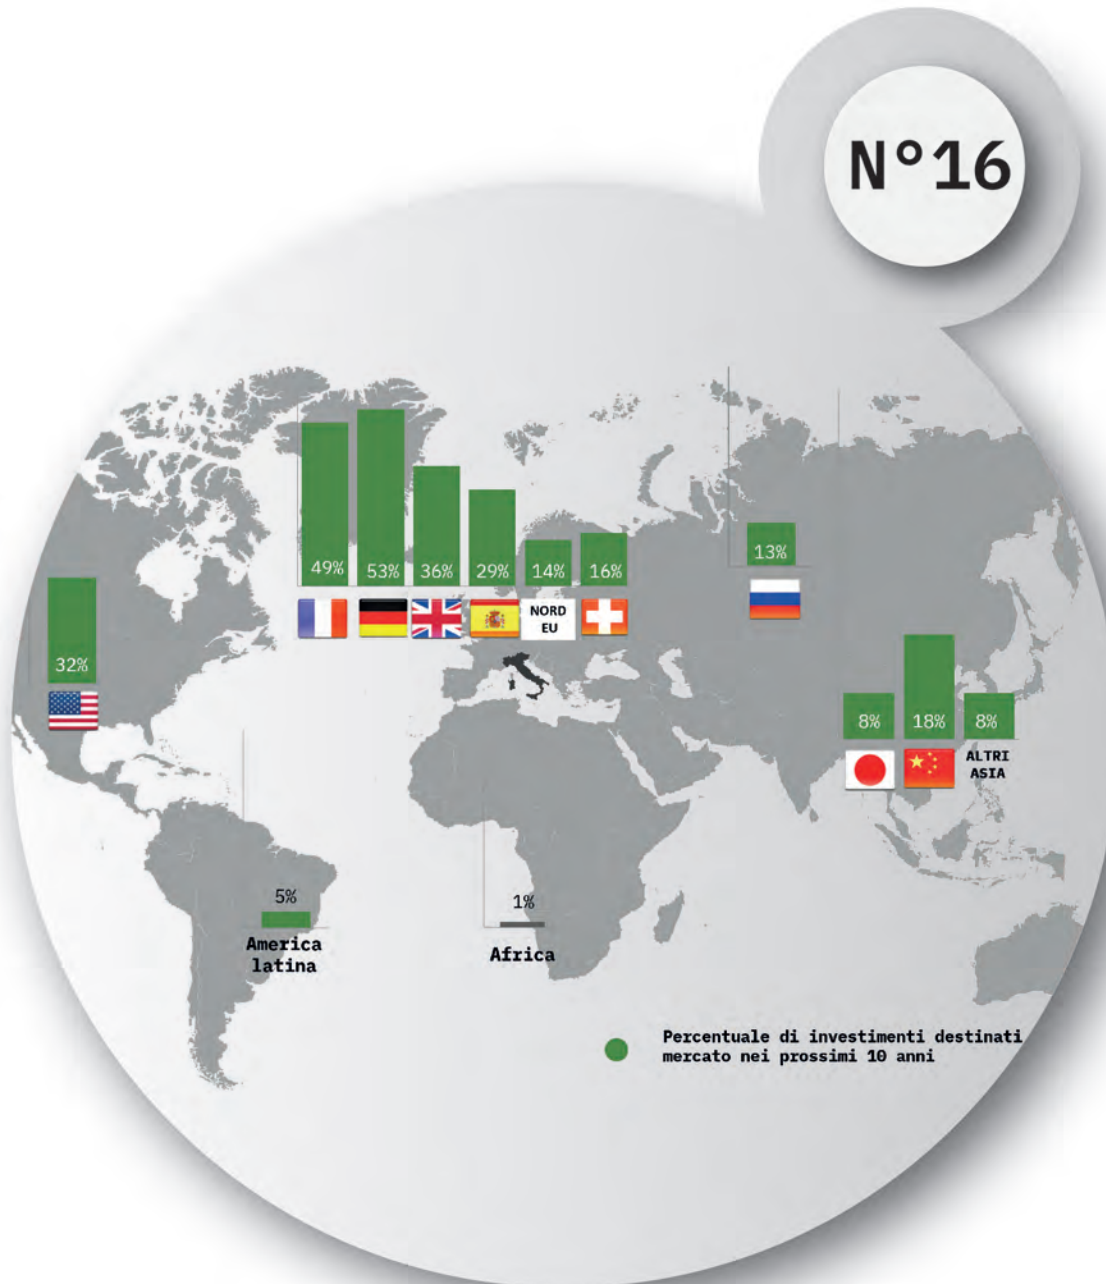 N°16
49%
53%
36%
29%
14%
16%
NORD
EU
13%
32%
8%
18%
8%
ALTRI
ASIA
5%
America
latina
1%
Africa
Percentuale di investimenti destinati
mercato nei prossimi 10 anni